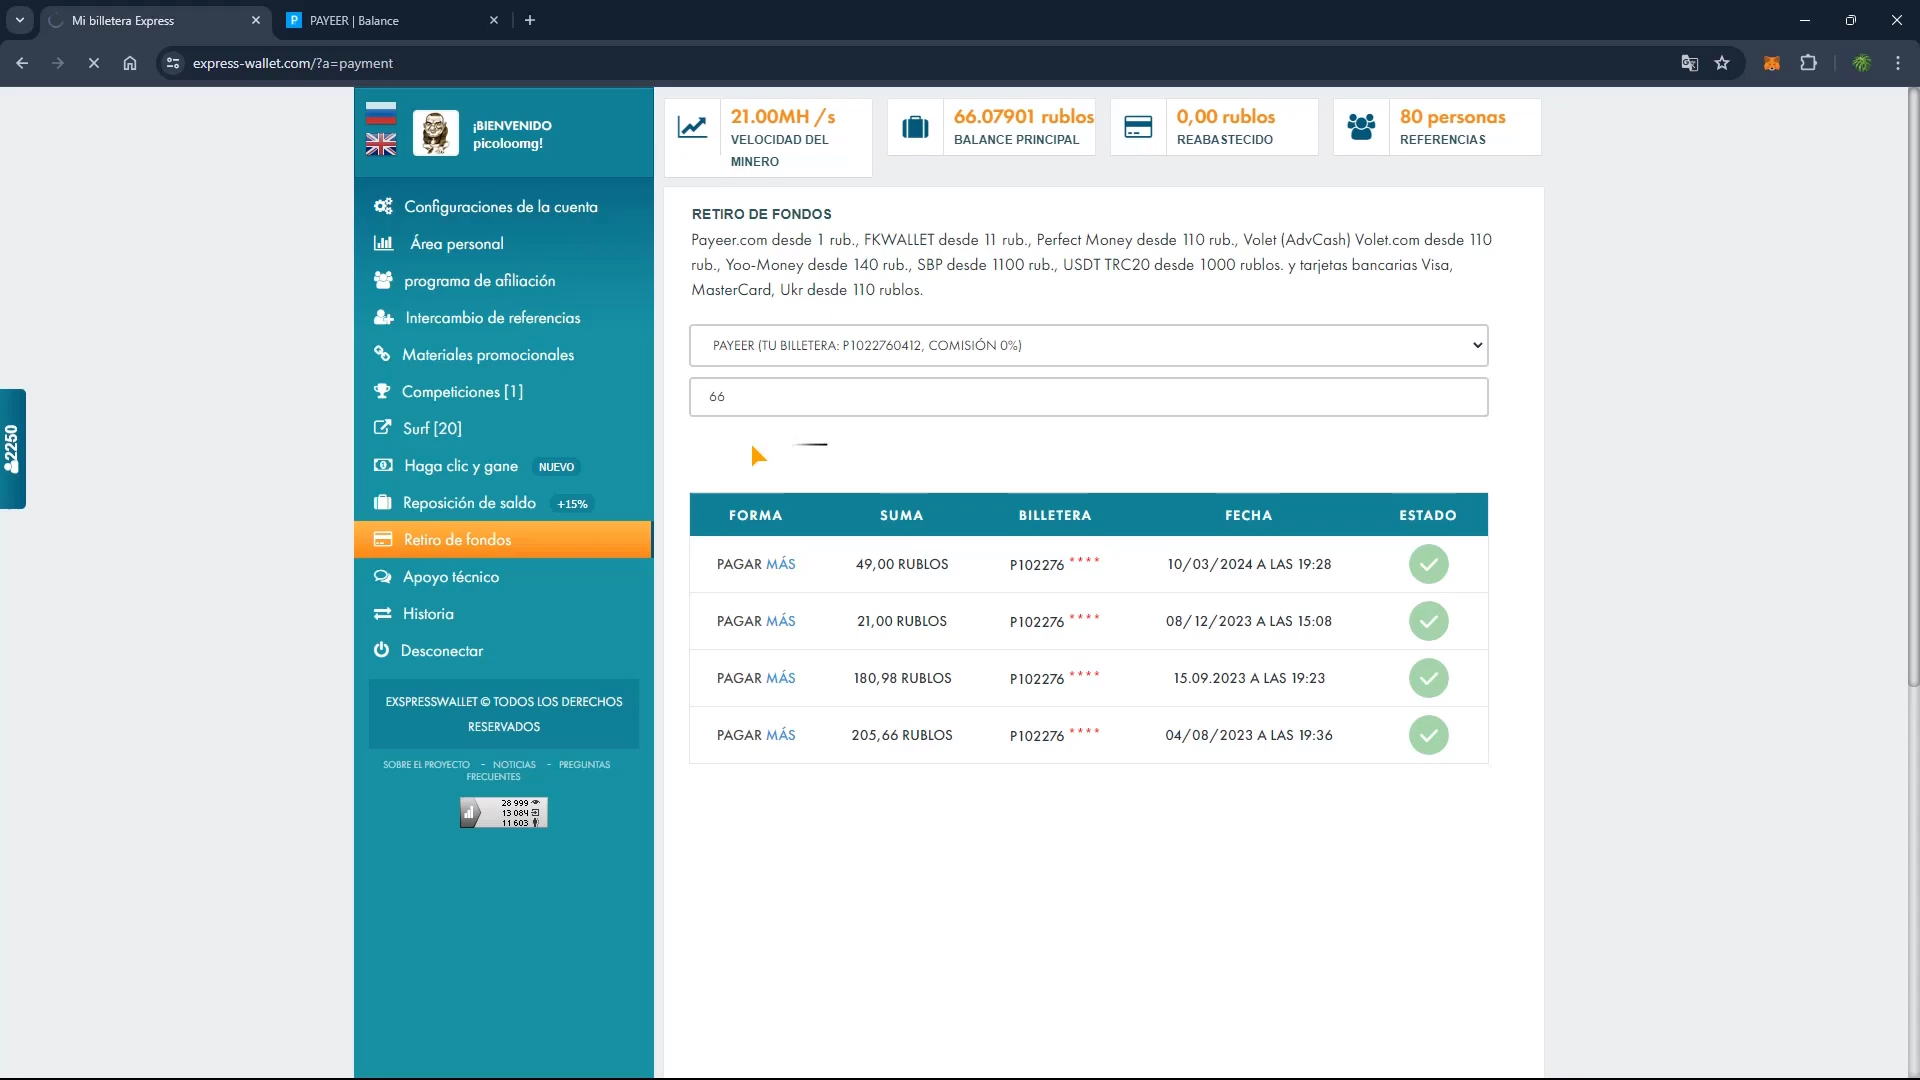 Mi billetera Express
P PAYEER | Balance
express-wallet.com/?a=payment
¡BIENVENIDO
picoloomg!
21.00MH /s
VELOCIDAD DEL
MINERO
66.07901 rublos
BALANCE PRINCIPAL
0,00 rublos
REABASTECIDO
80 personas
REFERENCIAS
Configuraciones de la cuenta
Área personal
programa de afiliación
Intercambio de referencias
Materiales promocionales
Competiciones [1]
Surf [20]
Haga clic y gane NUEVO
Reposición de saldo +15%
Retiro de fondos
Apoyo técnico
Historia
Desconectar
EXSPRESSWALLET © TODOS LOS DERECHOS
RESERVADOS
SOBRE EL PROYECTO - NOTICIAS - PREGUNTAS
FRECUENTES
28 999
13 084
11 603
2250
RETIRO DE FONDOS
Payeer.com desde 1 rub., FKWALLET desde 11 rub., Perfect Money desde 110 rub., Volet (AdvCash) Volet.com desde 110
rub., Yoo-Money desde 140 rub., SBP desde 1100 rub., USDT TRC20 desde 1000 rublos. y tarjetas bancarias Visa,
MasterCard, Ukr desde 110 rublos.
PAYEER (TU BILLETERA: P1022760412, COMISIÓN 0%)
66
FORMA SUMA BILLETERA FECHA ESTADO
PAGAR MÁS 49,00 RUBLOS P102276 **** 10/03/2024 A LAS 19:28
PAGAR MÁS 21,00 RUBLOS P102276 **** 08/12/2023 A LAS 15:08
PAGAR MÁS 180,98 RUBLOS P102276 **** 15.09.2023 A LAS 19:23
PAGAR MÁS 205,66 RUBLOS P102276 **** 04/08/2023 A LAS 19:36